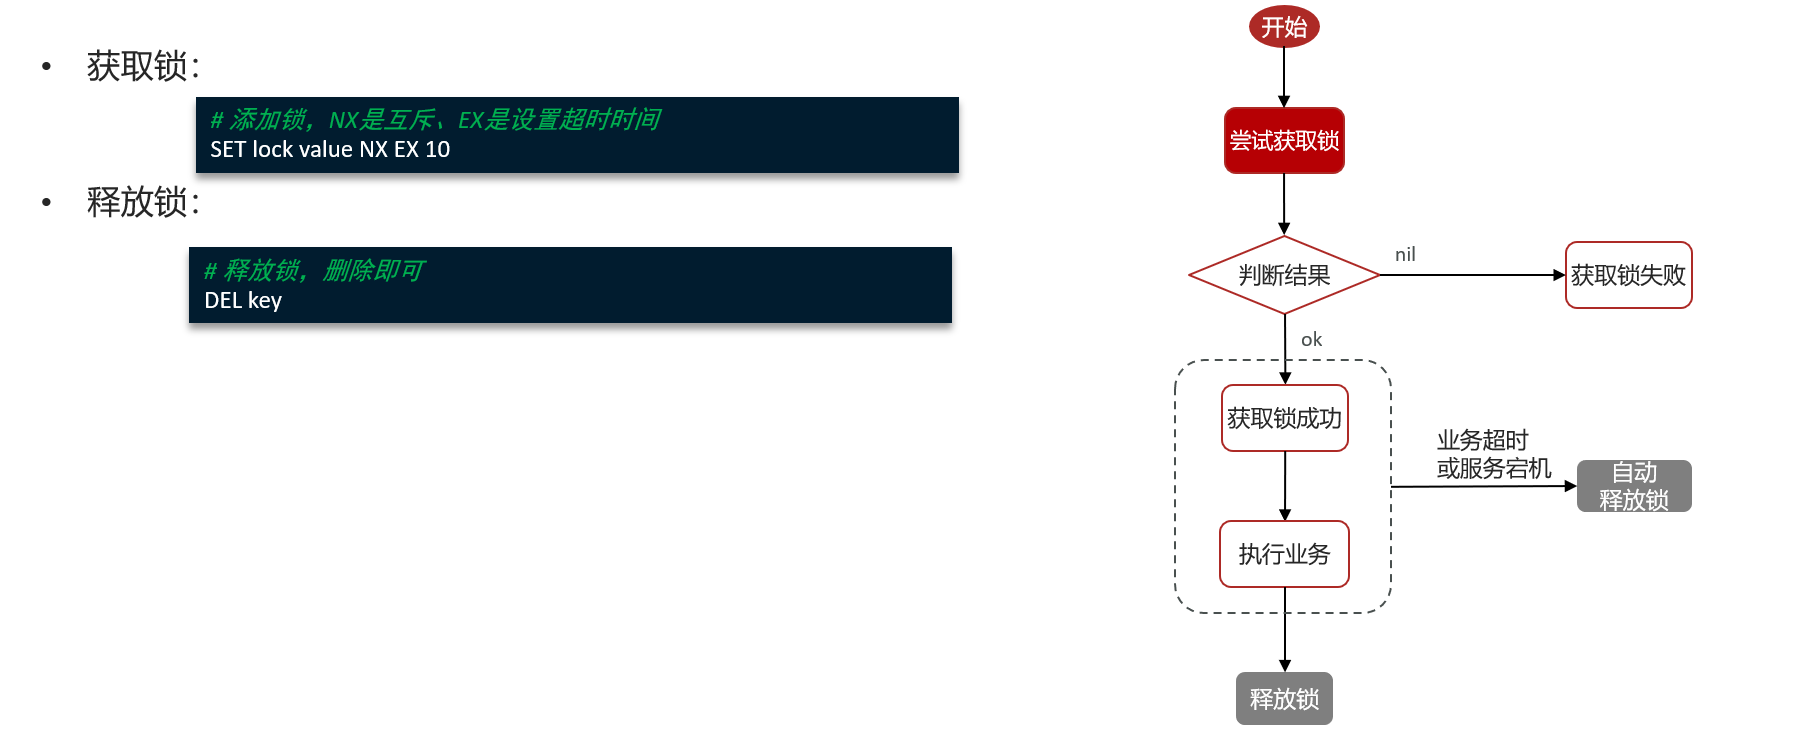 • 获取锁：
# 添加锁，NX是互斥、EX是设置超时时间
SET lock value NX EX 10
• 释放锁：
# 释放锁，删除即可
DEL key
开始
尝试获取锁
判断结果
nil
获取锁失败
ok
获取锁成功
执行业务
业务超时
或服务宕机
自动
释放锁
释放锁